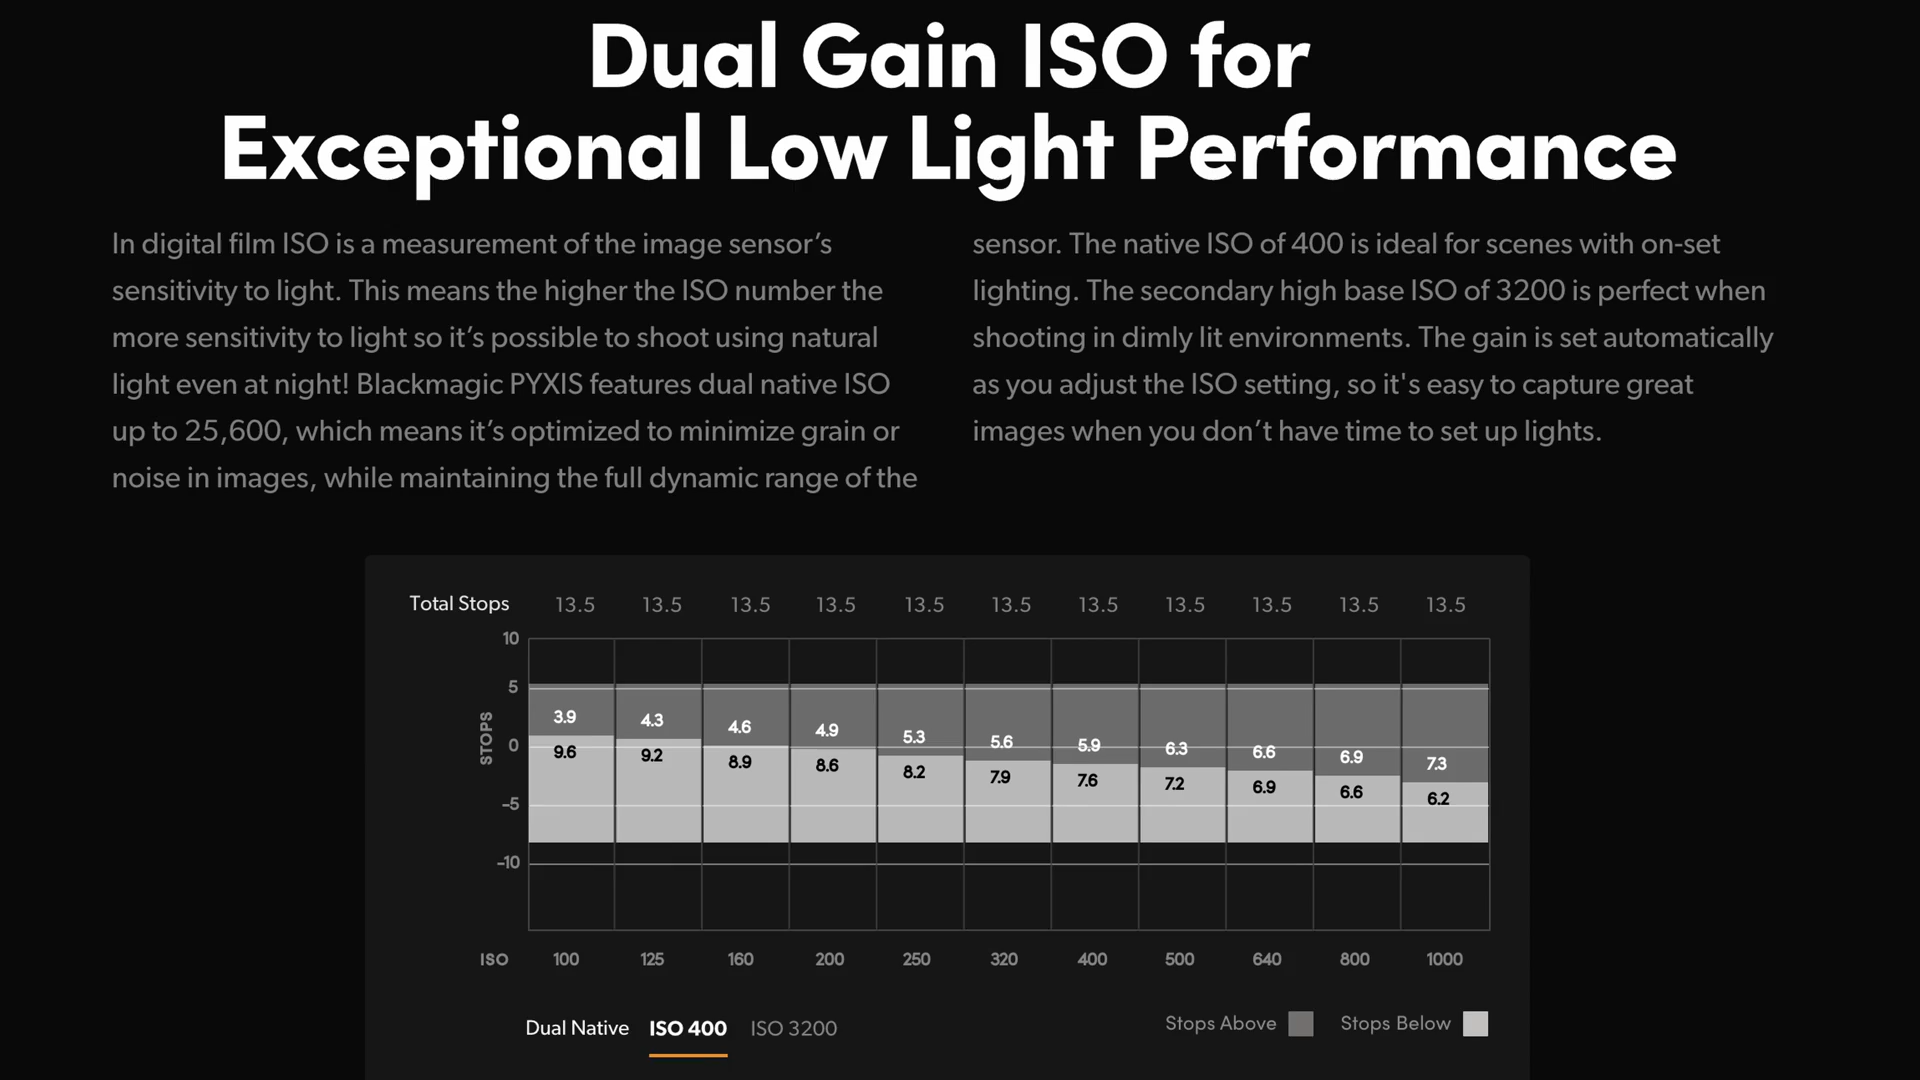 Dual Gain ISO for
Exceptional Low Light Performance
In digital film ISO is a measurement of the image sensor’s
sensitivity to light. This means the higher the ISO number the
more sensitivity to light so it’s possible to shoot using natural
light even at night! Blackmagic PYXIS features dual native ISO
up to 25,600, which means it’s optimized to minimize grain or
noise in images, while maintaining the full dynamic range of the
sensor. The native ISO of 400 is ideal for scenes with on-set
lighting. The secondary high base ISO of 3200 is perfect when
shooting in dimly lit environments. The gain is set automatically
as you adjust the ISO setting, so it's easy to capture great
images when you don’t have time to set up lights.
Total Stops 13.5 13.5 13.5 13.5 13.5 13.5 13.5 13.5 13.5 13.5 13.5
10
5
0
-5
-10
STOPS
3.9 4.3 4.6 4.9 5.3 5.6 5.9 6.3 6.6 6.9 7.3
9.6 9.2 8.9 8.6 8.2 7.9 7.6 7.2 6.9 6.6 6.2
ISO 100 125 160 200 250 320 400 500 640 800 1000
Dual Native ISO 400 ISO 3200 Stops Above Stops Below